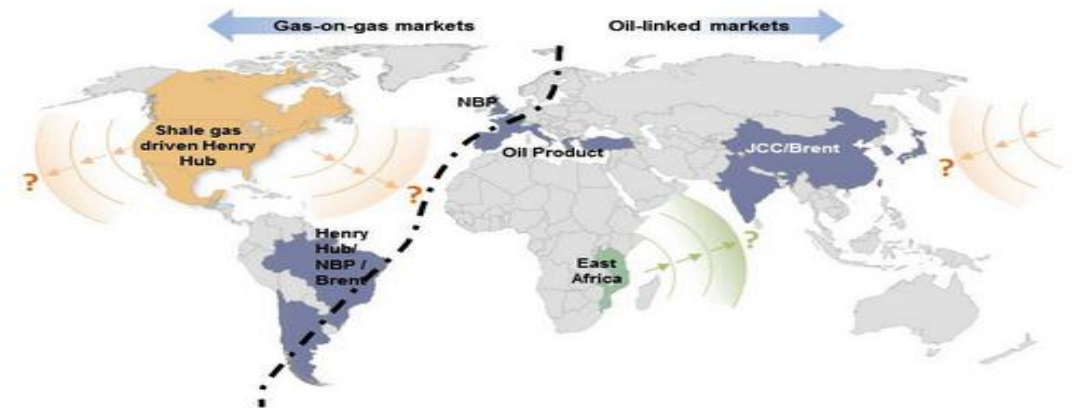 Gas-on-gas markets
Oil-linked markets
NBP
Shale gas
driven Henry
Hub
Oil Product
JCC/Brent
?
?
?
?
Henry
Hub/
NBP /
Brent
East
Africa